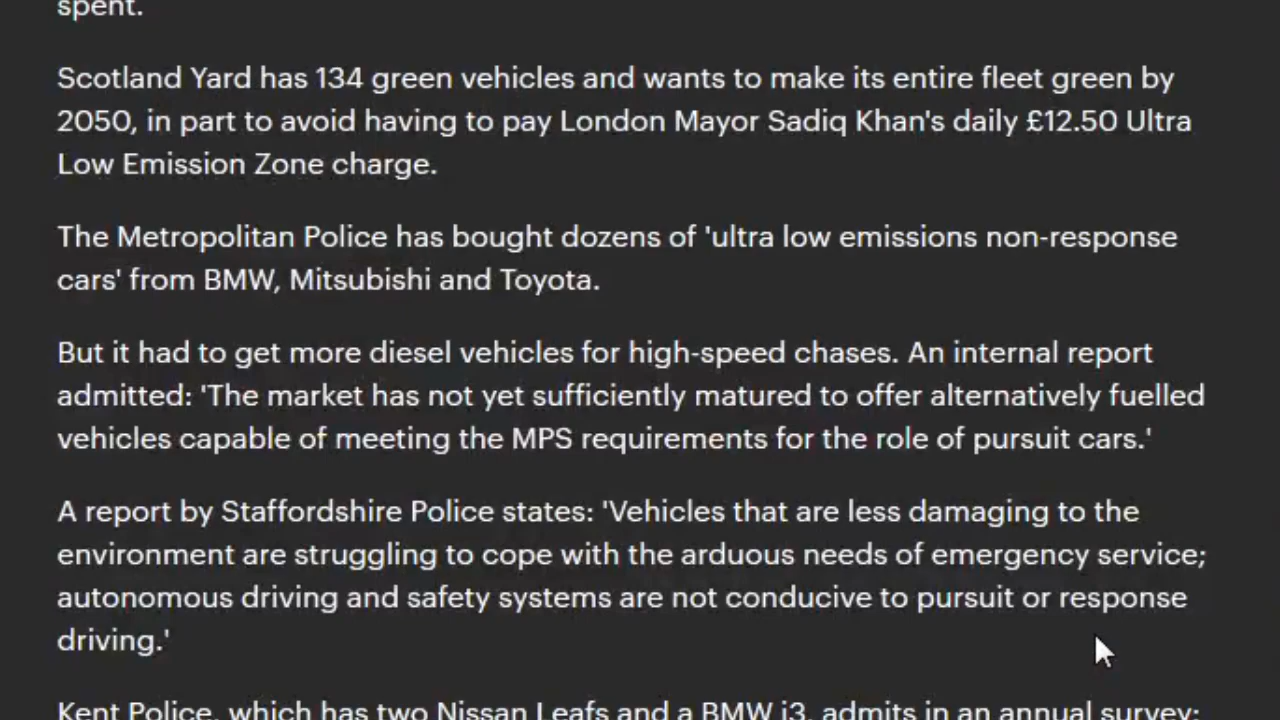 spent.
Scotland Yard has 134 green vehicles and wants to make its entire fleet green by
2050, in part to avoid having to pay London Mayor Sadiq Khan's daily £12.50 Ultra
Low Emission Zone charge.
The Metropolitan Police has bought dozens of 'ultra low emissions non-response
cars' from BMW, Mitsubishi and Toyota.
But it had to get more diesel vehicles for high-speed chases. An internal report
admitted: 'The market has not yet sufficiently matured to offer alternatively fuelled
vehicles capable of meeting the MPS requirements for the role of pursuit cars.'
A report by Staffordshire Police states: 'Vehicles that are less damaging to the
environment are struggling to cope with the arduous needs of emergency service;
autonomous driving and safety systems are not conducive to pursuit or response
driving.'
Kent Police, which has two Nissan Leafs and a BMW i3, admits in an annual survey: